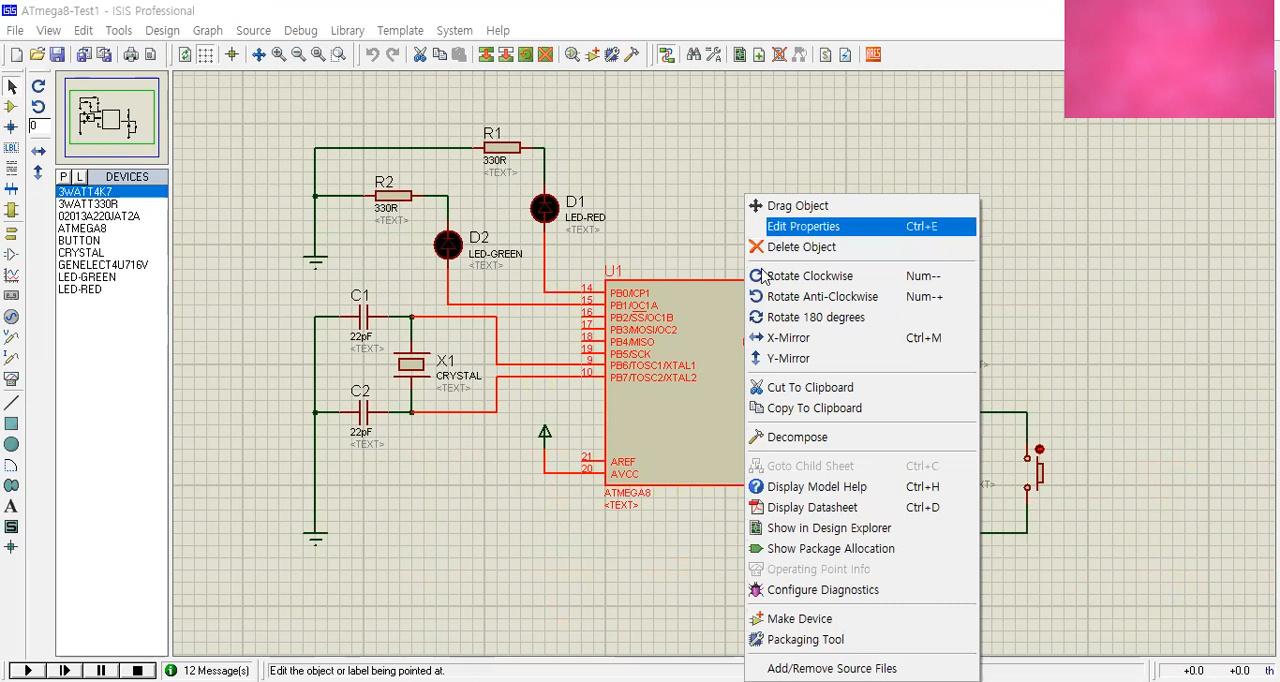 ATmega8-Test1 - ISIS Professional
File View Edit Tools Design Graph Source Debug Library Template System Help
0
P L DEVICES
3WATT4K7
3WATT330R
02013A220JAT2A
ATMEGA8
BUTTON
CRYSTAL
GENELECT4U716V
LED-GREEN
LED-RED
R1
330R
<TEXT>
R2
330R
<TEXT>
D1
LED-RED
<TEXT>
D2
LED-GREEN
<TEXT>
C1
22pF
<TEXT>
X1
CRYSTAL
<TEXT>
C2
22pF
<TEXT>
U1
14 PB0/ICP1
15 PB1/OC1A
16 PB2/SS/OC1B
17 PB3/MOSI/OC2
18 PB4/MISO
19 PB5/SCK
9 PB6/TOSC1/XTAL1
10 PB7/TOSC2/XTAL2
21 AREF
20 AVCC
ATMEGA8
<TEXT>
Drag Object
Edit Properties Ctrl+E
Delete Object
Rotate Clockwise Num--
Rotate Anti-Clockwise Num-+
Rotate 180 degrees
X-Mirror Ctrl+M
Y-Mirror
Cut To Clipboard
Copy To Clipboard
Decompose
Goto Child Sheet Ctrl+C
Display Model Help Ctrl+H
Display Datasheet Ctrl+D
Show in Design Explorer
Show Package Allocation
Operating Point Info
Configure Diagnostics
Make Device
Packaging Tool
Add/Remove Source Files
12 Message(s) Edit the object or label being pointed at. +0.0 +0.0 th